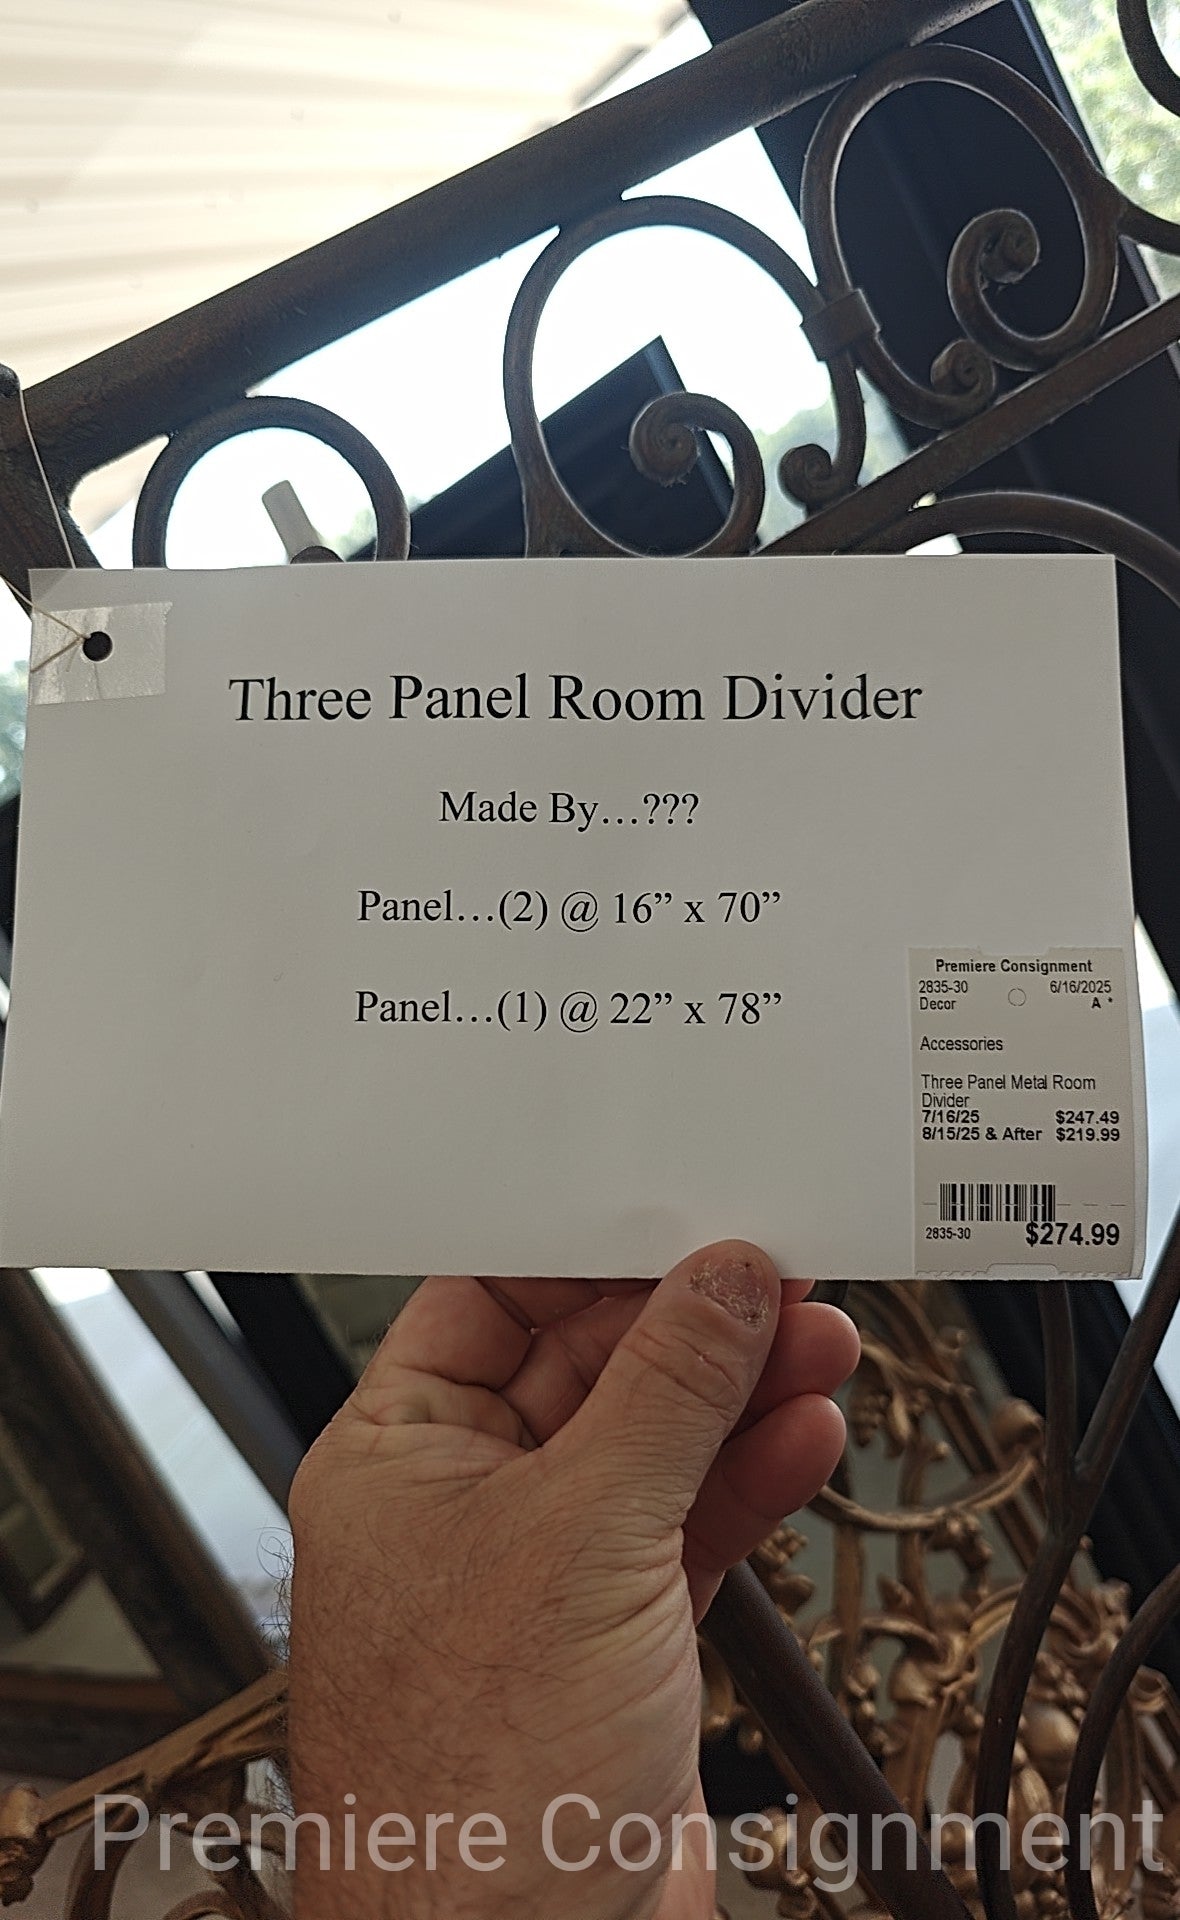 Three Panel Room Divider
Made By…???
Panel…(2) @ 16” x 70”
Panel…(1) @ 22” x 78”
Premiere Consignment
2835-30 6/16/2025
Decor A *
Accessories
Three Panel Metal Room
Divider
7/16/25 $247.49
8/15/25 & After $219.99
2835-30 $274.99
Premiere Consignment